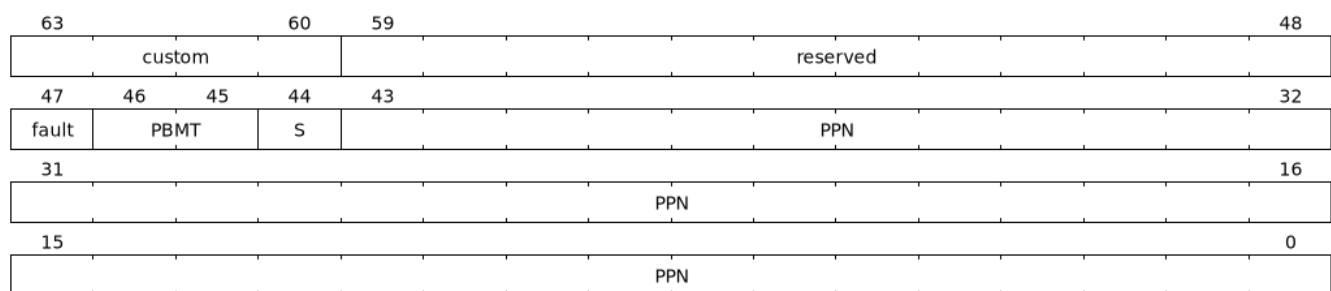 63 60 59 48
custom reserved
47 46 45 44 43 32
fault PBMT S PPN
31 16
PPN
15 0
PPN